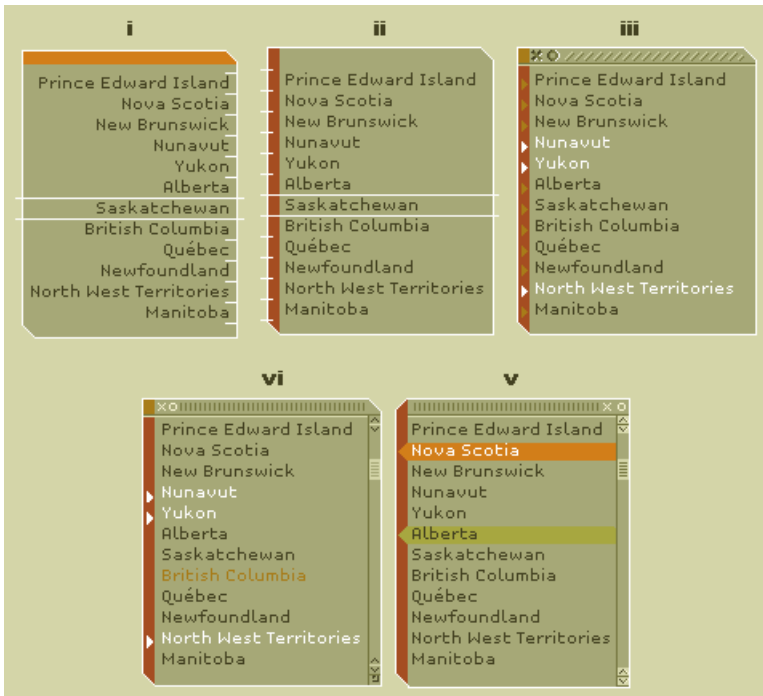 i
Prince Edward Island
Nova Scotia
New Brunswick
Nunavut
Yukon
Alberta
Saskatchewan
British Columbia
Québec
Newfoundland
North West Territories
Manitoba
ii
Prince Edward Island
Nova Scotia
New Brunswick
Nunavut
Yukon
Alberta
Saskatchewan
British Columbia
Québec
Newfoundland
North West Territories
Manitoba
iii
Prince Edward Island
Nova Scotia
New Brunswick
Nunavut
Yukon
Alberta
Saskatchewan
British Columbia
Québec
Newfoundland
North West Territories
Manitoba
vi
Prince Edward Island
Nova Scotia
New Brunswick
Nunavut
Yukon
Alberta
Saskatchewan
British Columbia
Québec
Newfoundland
North West Territories
Manitoba
v
Prince Edward Island
Nova Scotia
New Brunswick
Nunavut
Yukon
Alberta
Saskatchewan
British Columbia
Québec
Newfoundland
North West Territories
Manitoba